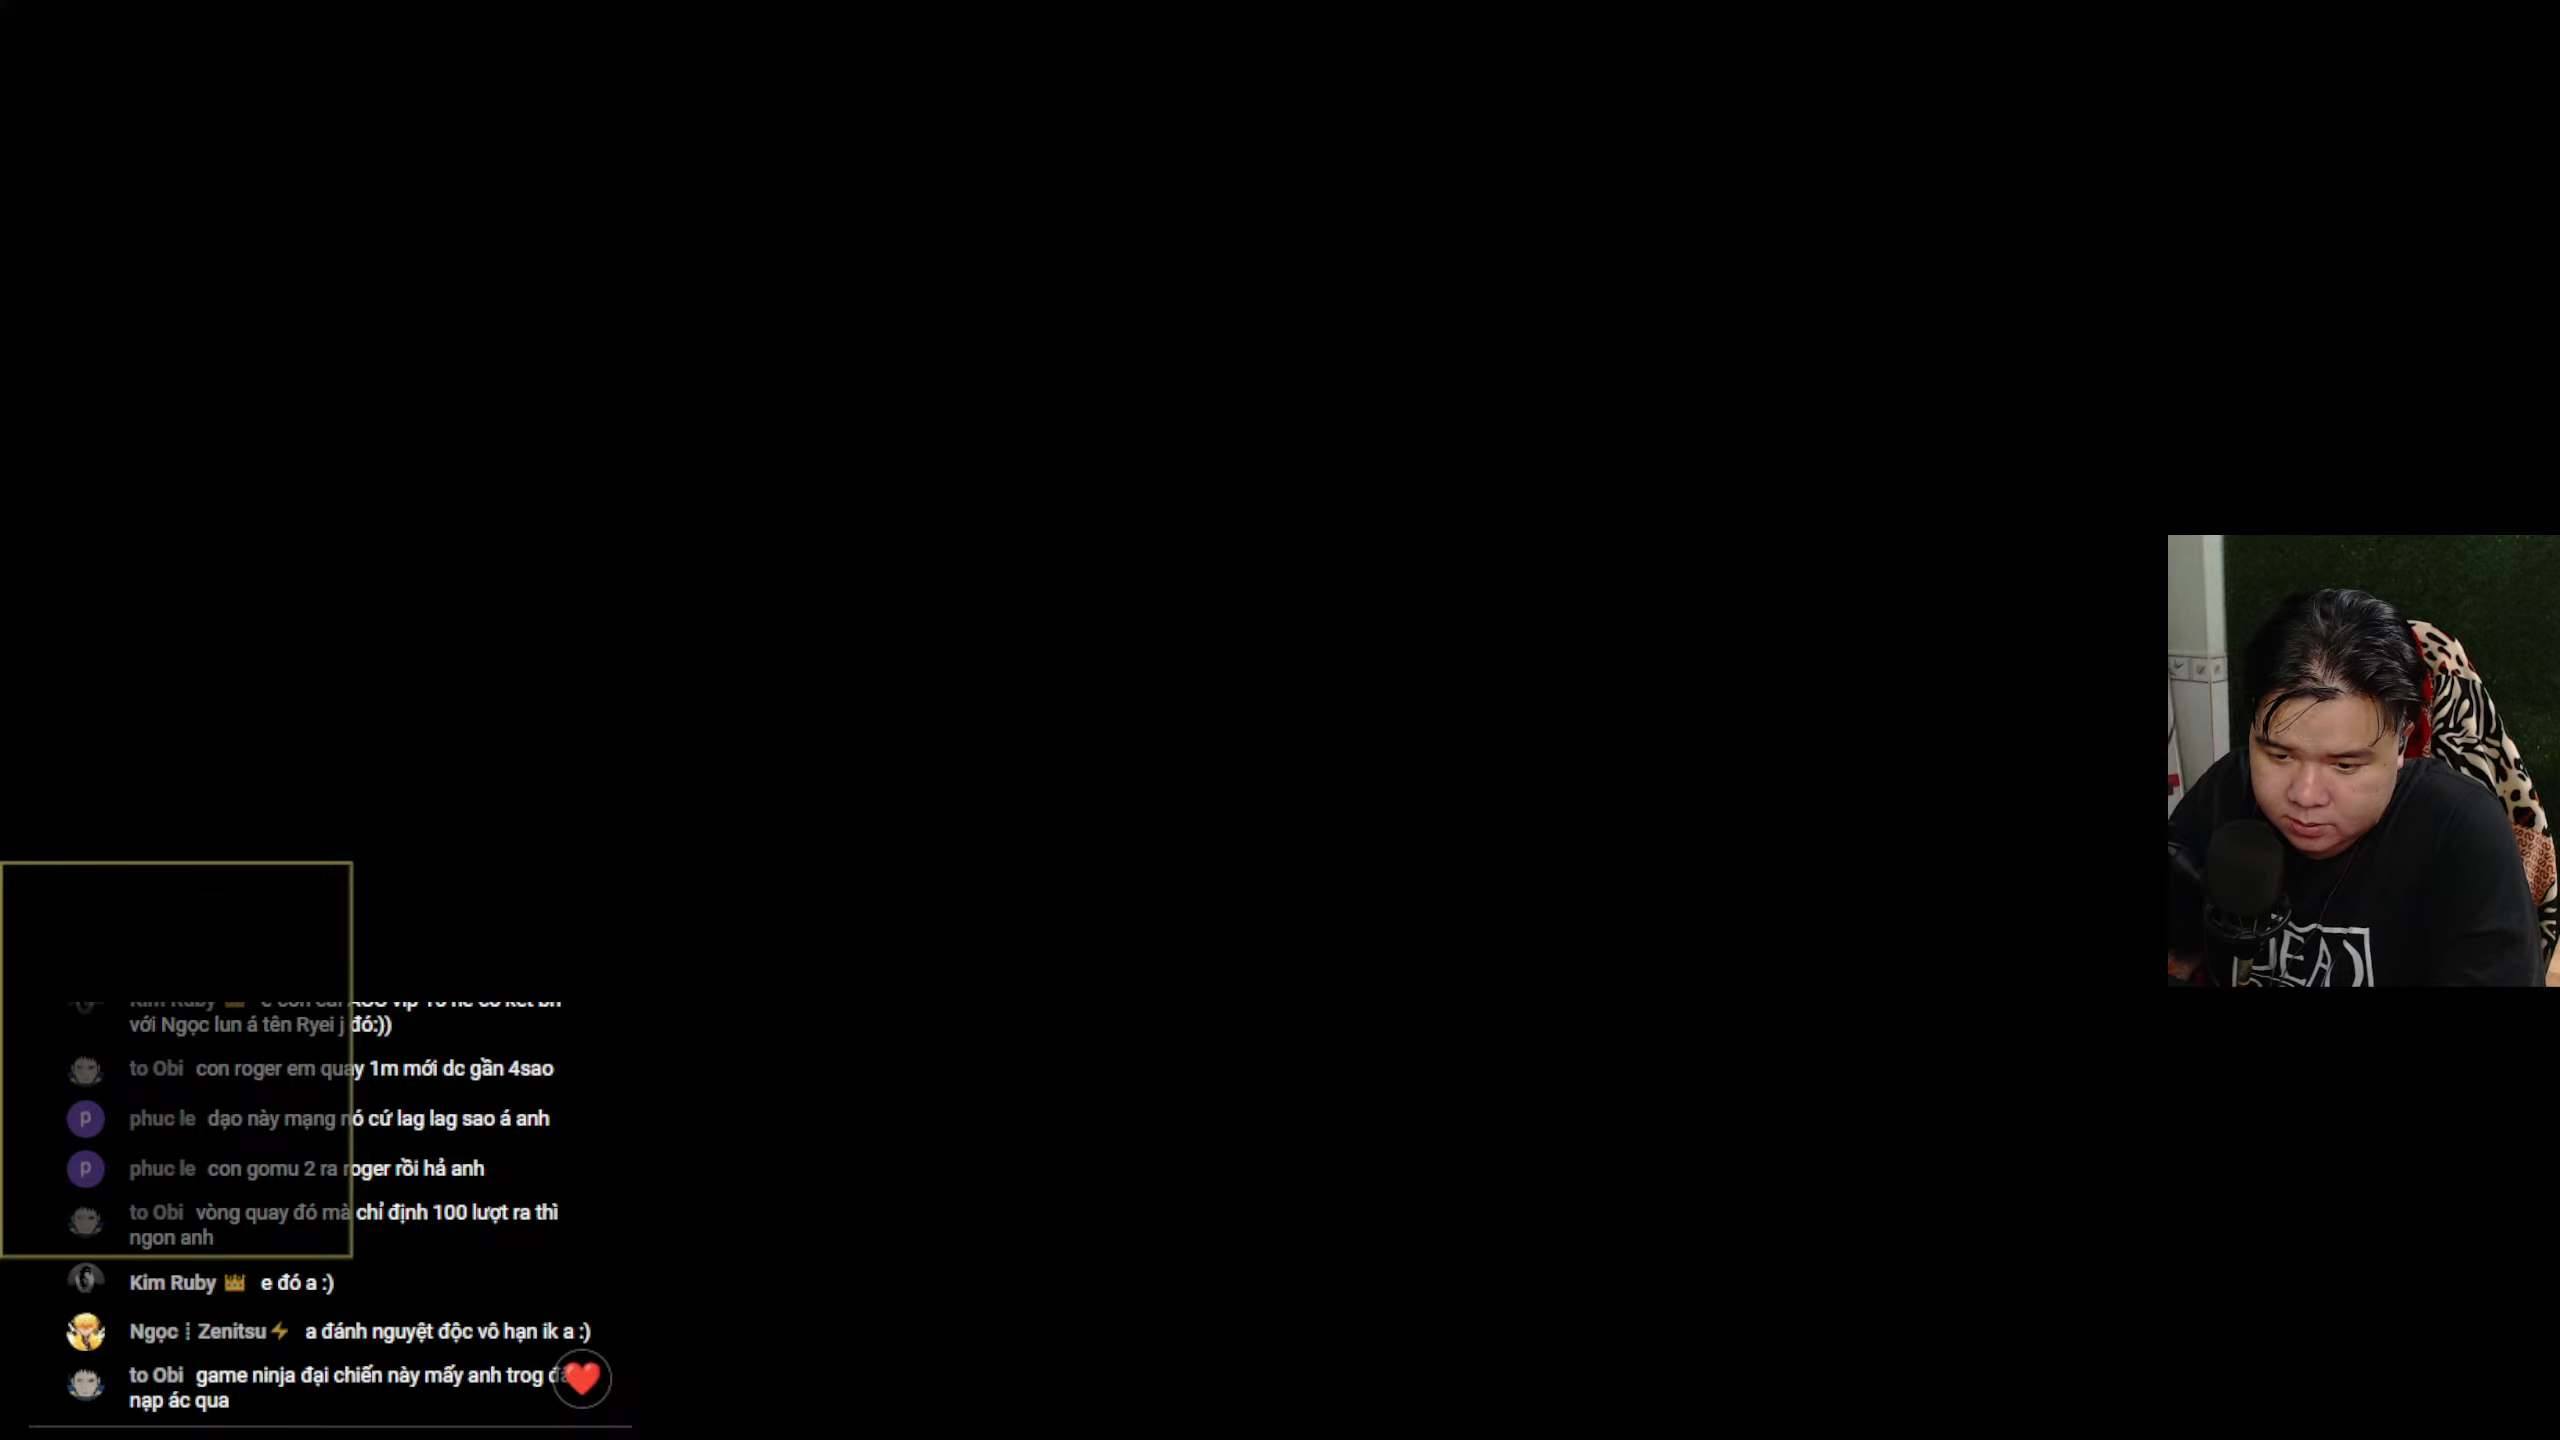 Kim Ruby
với Ngọc lun á tên Ryei j đó:))
to Obi con roger em quay 1m mới dc gần 4sao
P phuc le dạo này mạng nó cứ lag lag sao á anh
P phuc le con gomu 2 ra roger rồi hả anh
to Obi vòng quay đó mà chỉ định 100 lượt ra thì
ngon anh
Kim Ruby 👑 e đó a :)
Ngọc ⁞ Zenitsu⚡ a đánh nguyệt độc vô hạn ik a :)
to Obi game ninja đại chiến này mấy anh trog
nạp ác qua